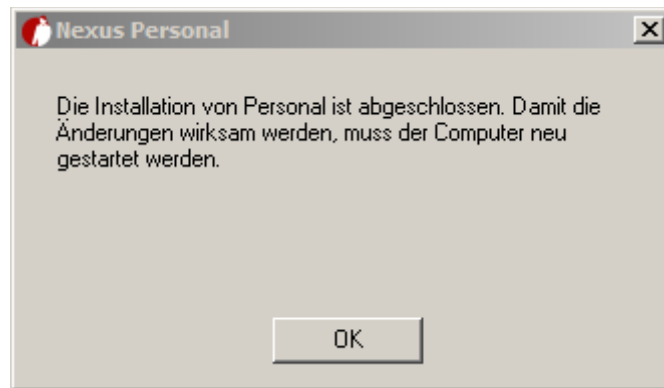 Nexus Personal
Die Installation von Personal ist abgeschlossen. Damit die
Änderungen wirksam werden, muss der Computer neu
gestartet werden.
OK